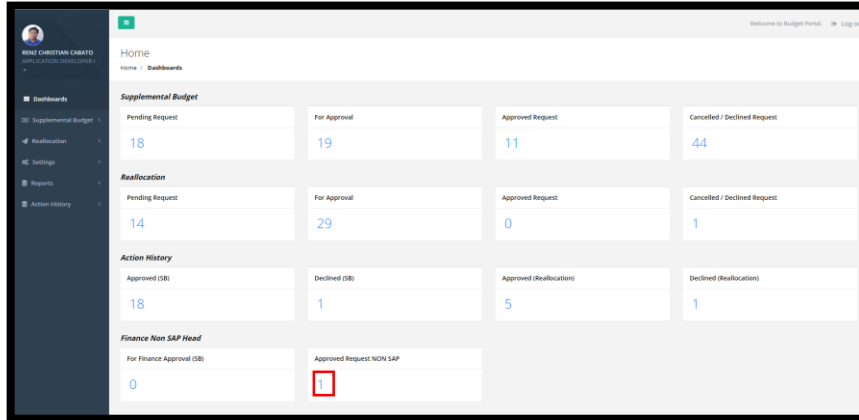 Welcome to Budget Portal.
RENZ CHRISTIAN CABATO
APPLICATION DEVELOPER I
Home
Home / Dashboards
Dashboards
Supplemental Budget
Reallocation
Settings
Reports
Action History
Supplemental Budget
Pending Request For Approval Approved Request Cancelled / Declined Request
18 19 11 44
Reallocation
Pending Request For Approval Approved Request Cancelled / Declined Request
14 29 0 1
Action History
Approved (SB) Declined (SB) Approved (Reallocation) Declined (Reallocation)
18 1 5 1
Finance Non SAP Head
For Finance Approval (SB) Approved Request NON SAP
0 1